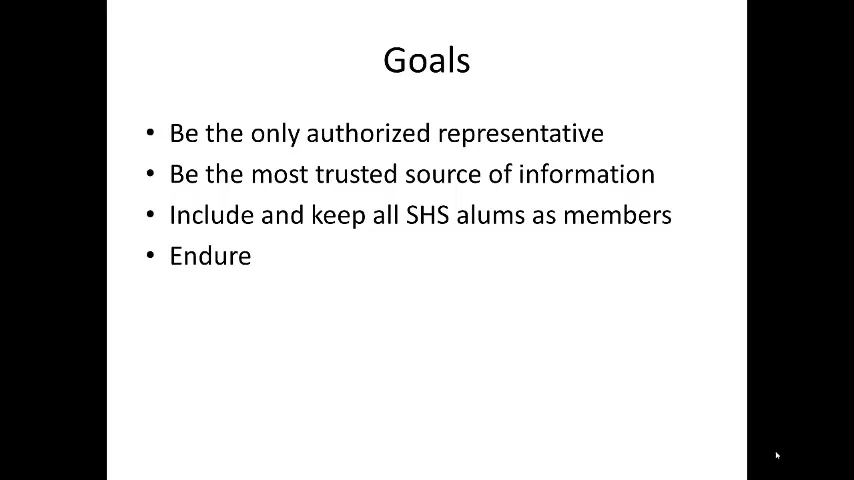 Goals
• Be the only authorized representative
• Be the most trusted source of information
• Include and keep all SHS alums as members
• Endure